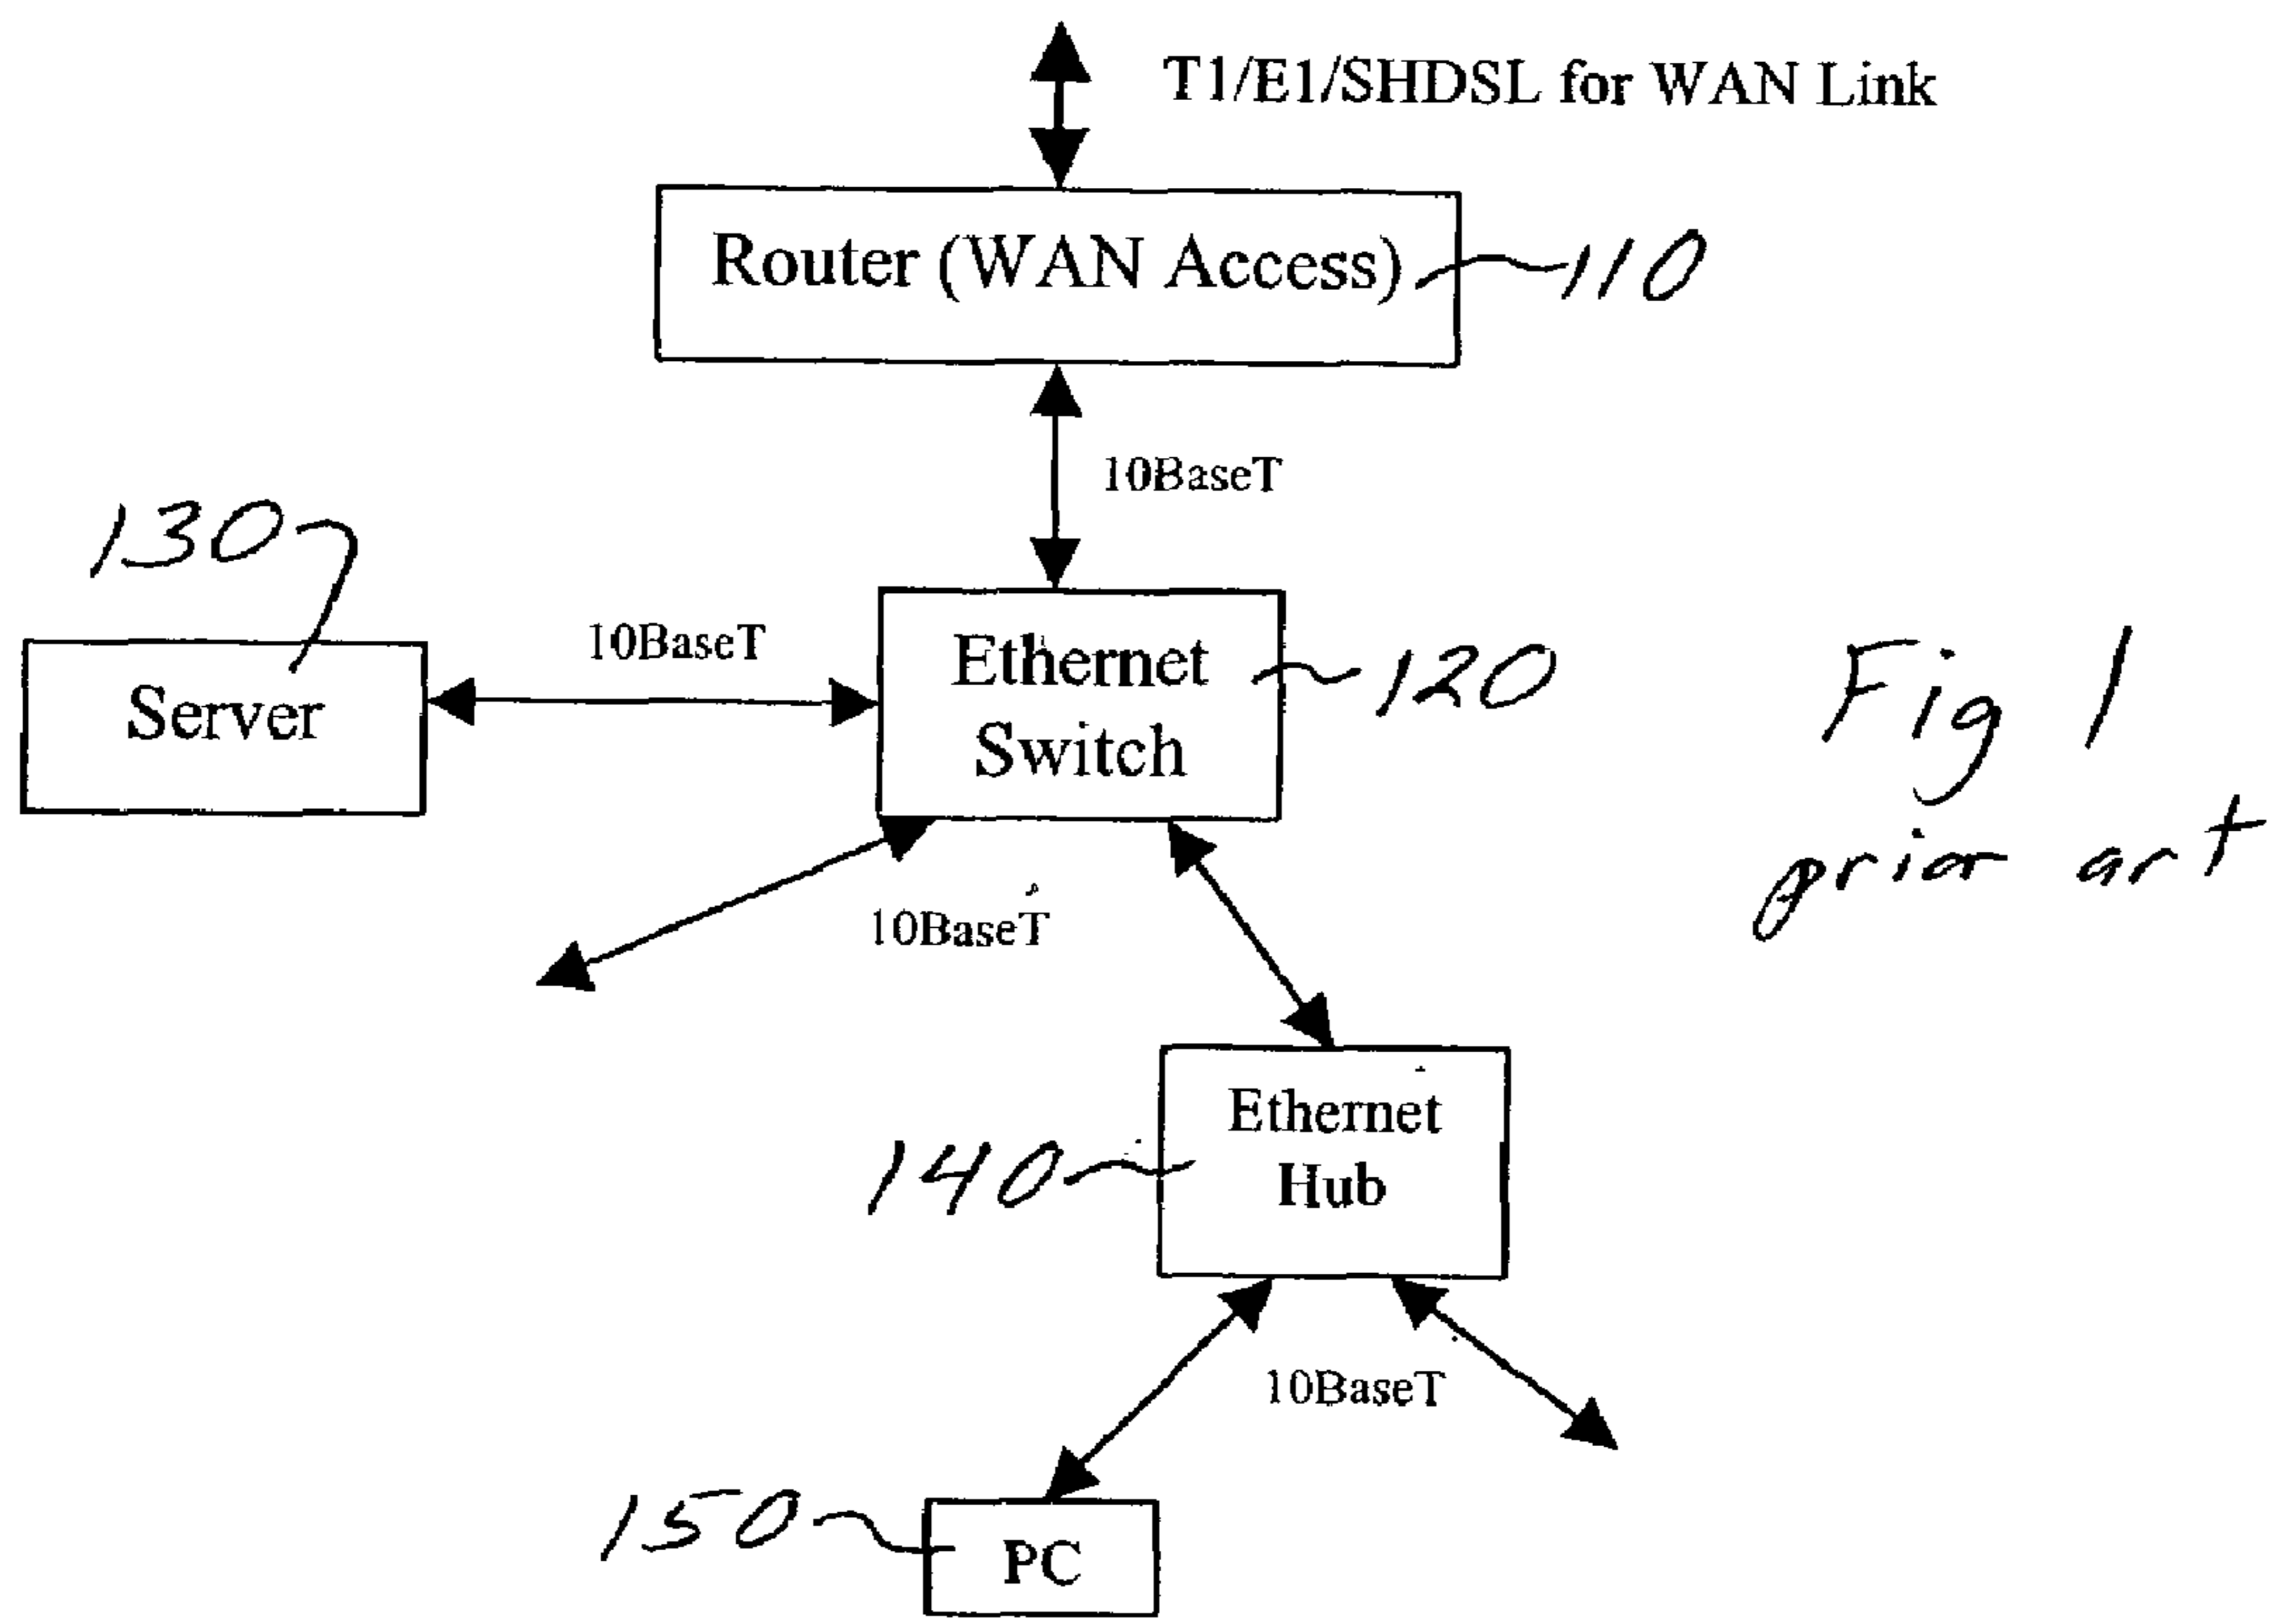 T1/E1/SHDSL for WAN Link
Router (WAN Access)
110
10BaseT
130
Server
10BaseT
Ethernet
Switch
120
Fig 1
prior art
10BaseT
Ethernet
Hub
140
10BaseT
150
PC